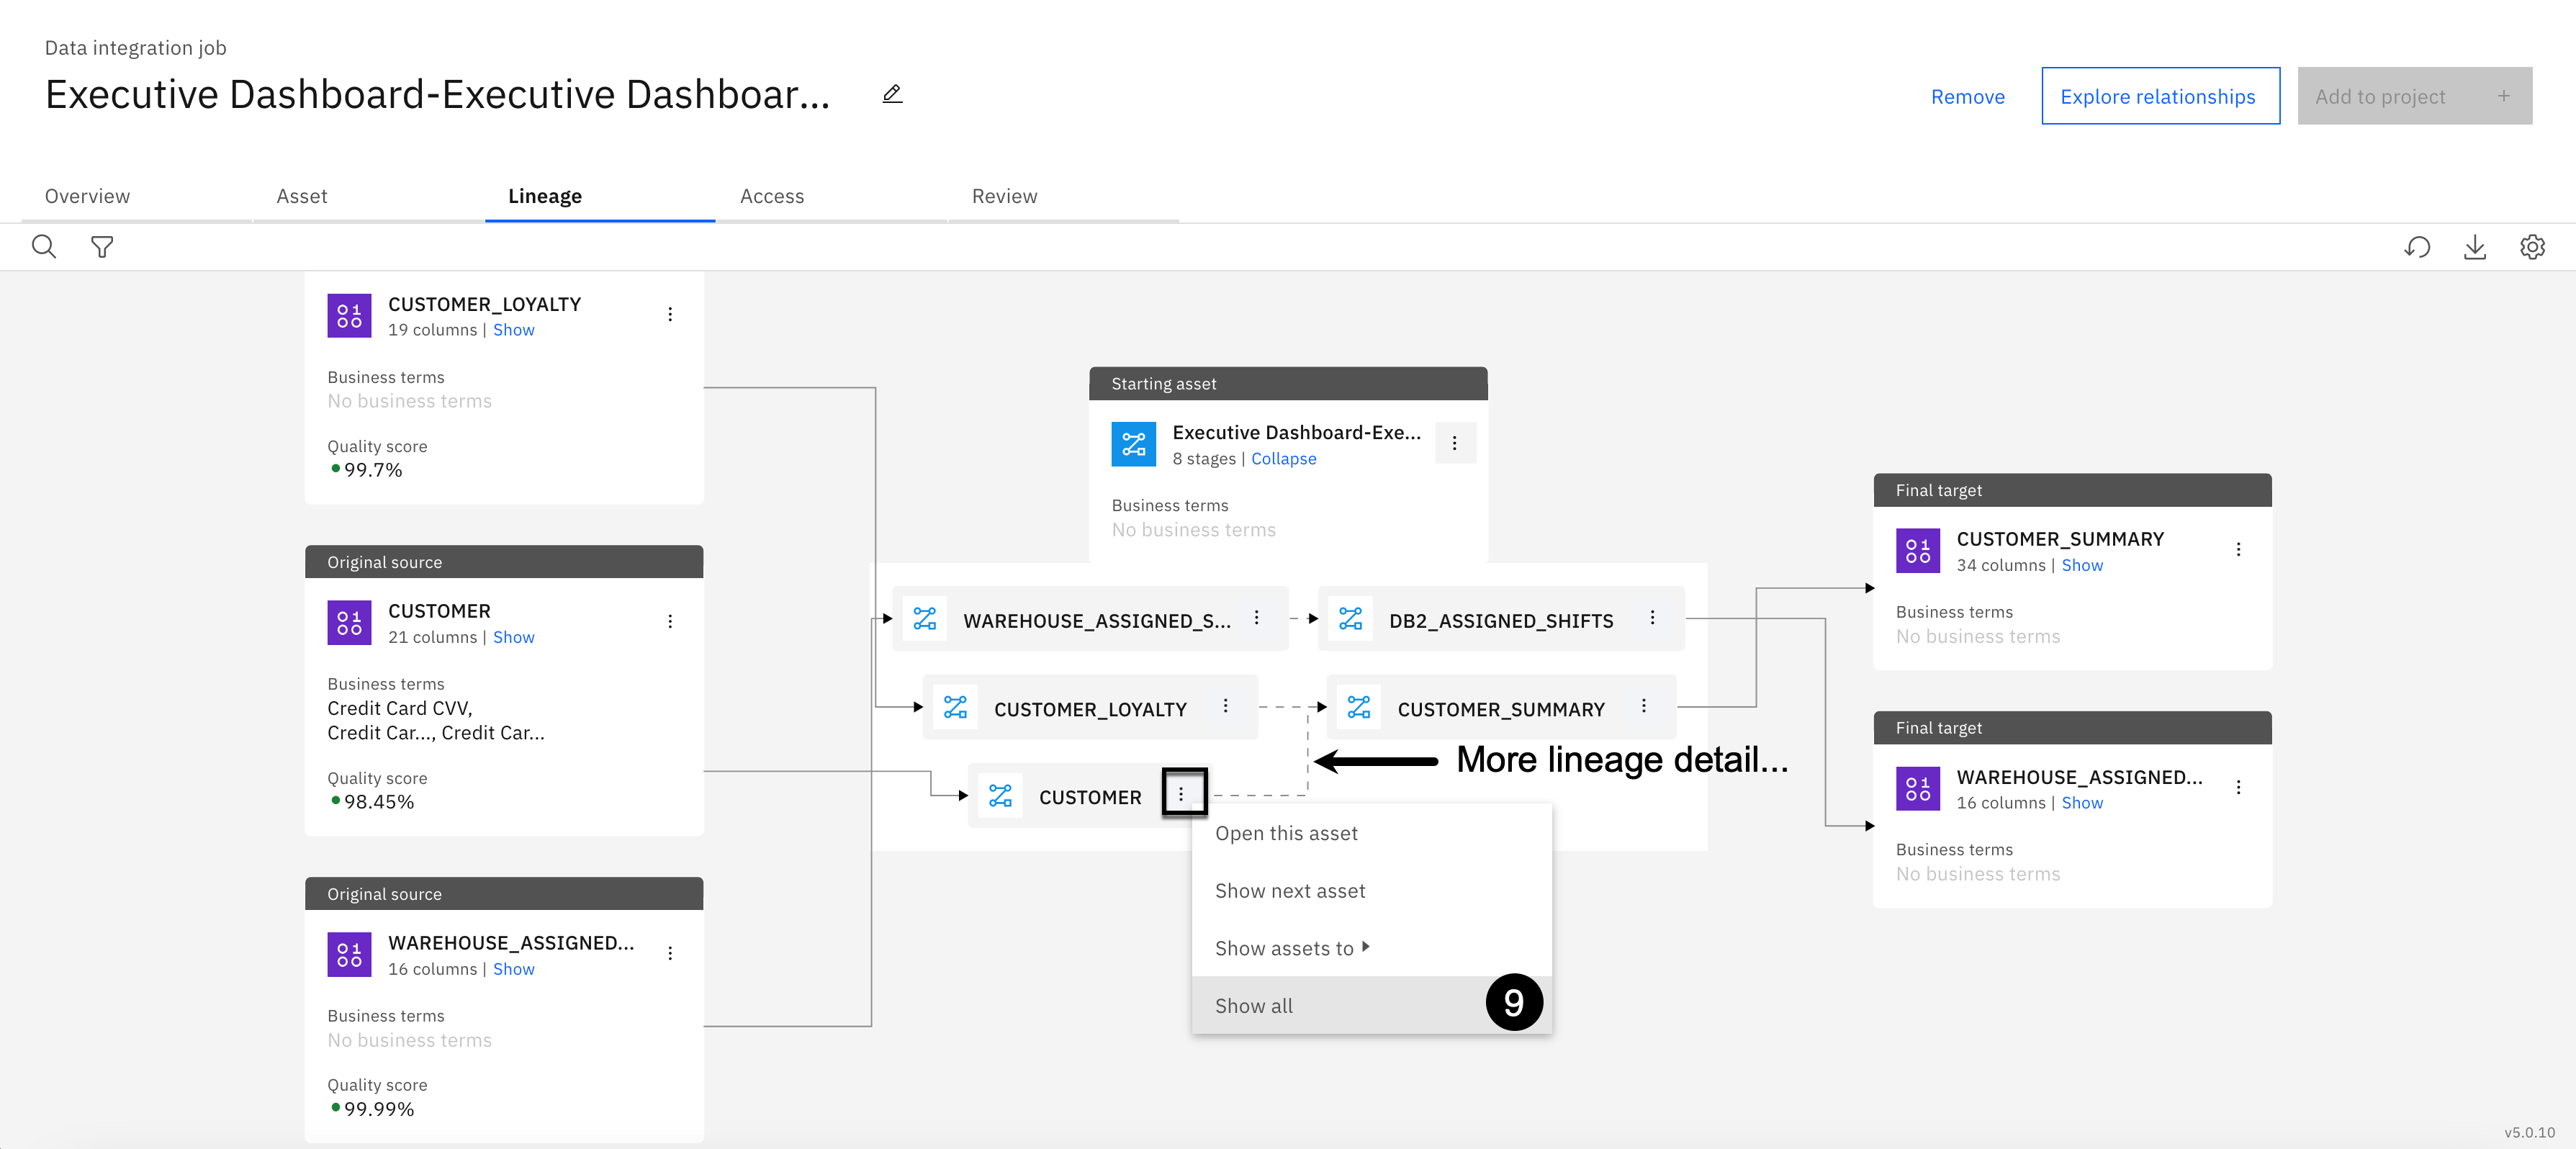 Data integration job
Executive Dashboard-Executive Dashboar...
Remove
Explore relationships
Add to project +
Overview
Asset
Lineage
Access
Review
CUSTOMER_LOYALTY
19 columns | Show
Business terms
No business terms
Quality score
99.7%
Original source
CUSTOMER
21 columns | Show
Business terms
Credit Card CVV,
Credit Car..., Credit Car...
Quality score
98.45%
Original source
WAREHOUSE_ASSIGNED...
16 columns | Show
Business terms
No business terms
Quality score
99.99%
Starting asset
Executive Dashboard-Exe...
8 stages | Collapse
Business terms
No business terms
WAREHOUSE_ASSIGNED_S...
DB2_ASSIGNED_SHIFTS
CUSTOMER_LOYALTY
CUSTOMER_SUMMARY
More lineage detail...
CUSTOMER
Open this asset
Show next asset
Show assets to
Show all
9
Final target
CUSTOMER_SUMMARY
34 columns | Show
Business terms
No business terms
Final target
WAREHOUSE_ASSIGNED...
16 columns | Show
Business terms
No business terms
v5.0.10